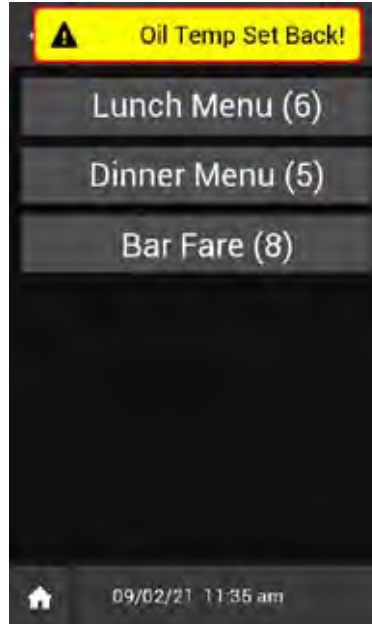 Oil Temp Set Back!
Lunch Menu (6)
Dinner Menu (5)
Bar Fare (8)
09/02/21 11:35 am